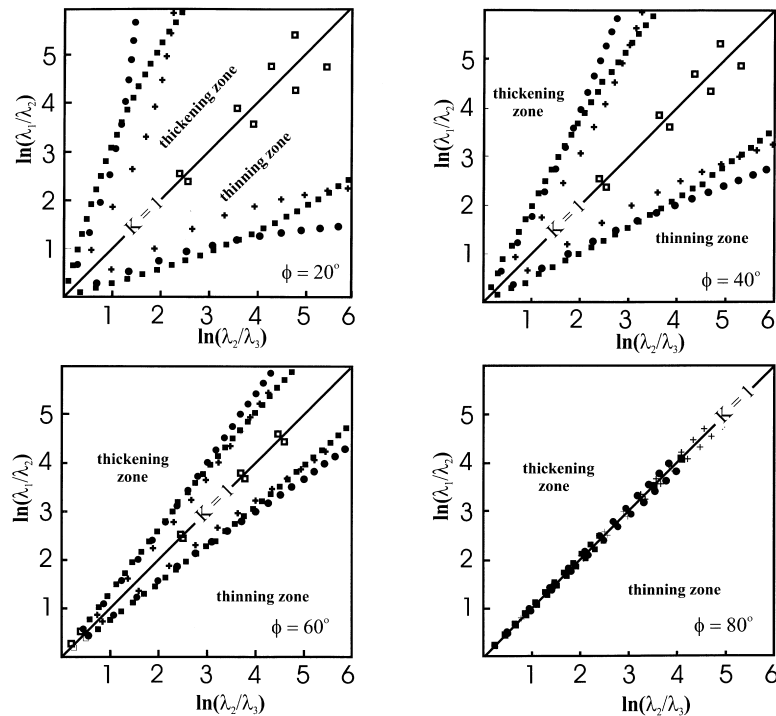 5
4
3
2
1
ln(λ₁/λ₂)
thickening zone
thinning zone
K = 1
ϕ = 20°
1 2 3 4 5 6
ln(λ₂/λ₃)
5
4
3
2
1
ln(λ₁/λ₂)
thickening
zone
K = 1
thinning zone
ϕ = 40°
1 2 3 4 5 6
ln(λ₂/λ₃)
5
4
3
2
1
ln(λ₁/λ₂)
thickening
zone
K = 1
thinning zone
ϕ = 60°
1 2 3 4 5 6
ln(λ₂/λ₃)
5
4
3
2
1
ln(λ₁/λ₂)
K = 1
thickening
zone
thinning zone
ϕ = 80°
1 2 3 4 5 6
ln(λ₂/λ₃)